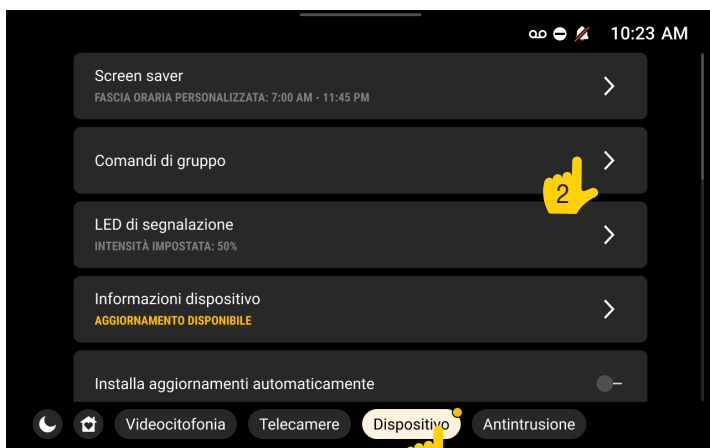 10:23 AM
Screen saver
FASCIA ORARIA PERSONALIZZATA: 7:00 AM - 11:45 PM
Comandi di gruppo
2
LED di segnalazione
INTENSITÀ IMPOSTATA: 50%
Informazioni dispositivo
AGGIORNAMENTO DISPONIBILE
Installa aggiornamenti automaticamente
Videocitofonia Telecamere Dispositivo Antintrusione